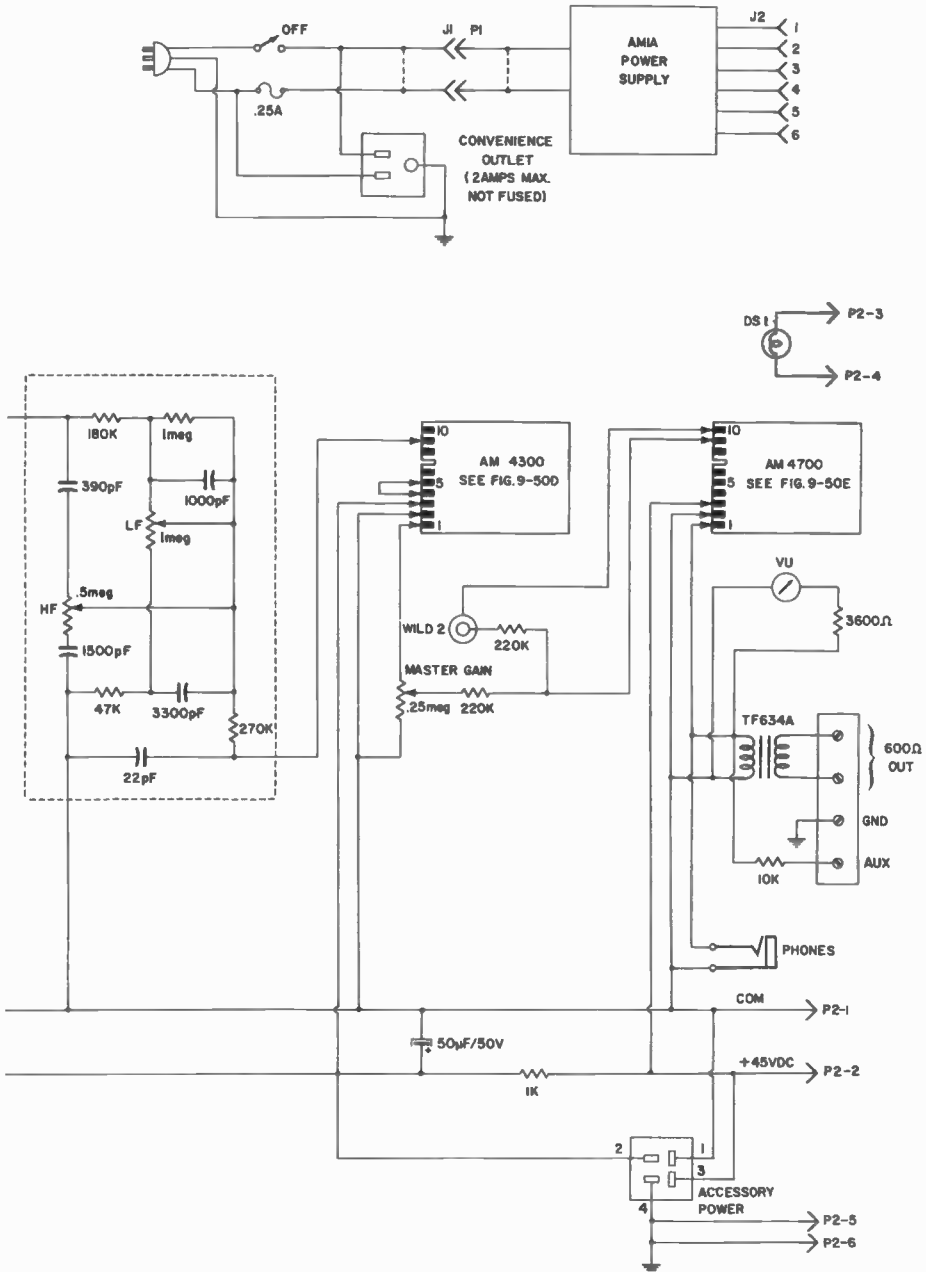 OFF
J1 P1
.25A
AMIA
POWER
SUPPLY
J2
1
2
3
4
5
6
CONVENIENCE
OUTLET
(2AMPS MAX.
NOT FUSED)
DS1
P2-3
P2-4
180K
1meg
390pF
1000pF
LF
1meg
.5meg
HF
1500pF
47K
3300pF
270K
22pF
10
AM 4300
SEE FIG.9-50D
5
1
10
AM4700
SEE FIG.9-50E
5
1
WILD 2
220K
MASTER GAIN
.25meg
220K
VU
3600Ω
TF634A
600Ω
OUT
GND
AUX
10K
PHONES
COM
P2-1
50µF/50V
+
+45VDC
P2-2
1K
2
1
3
4
ACCESSORY
POWER
P2-5
P2-6